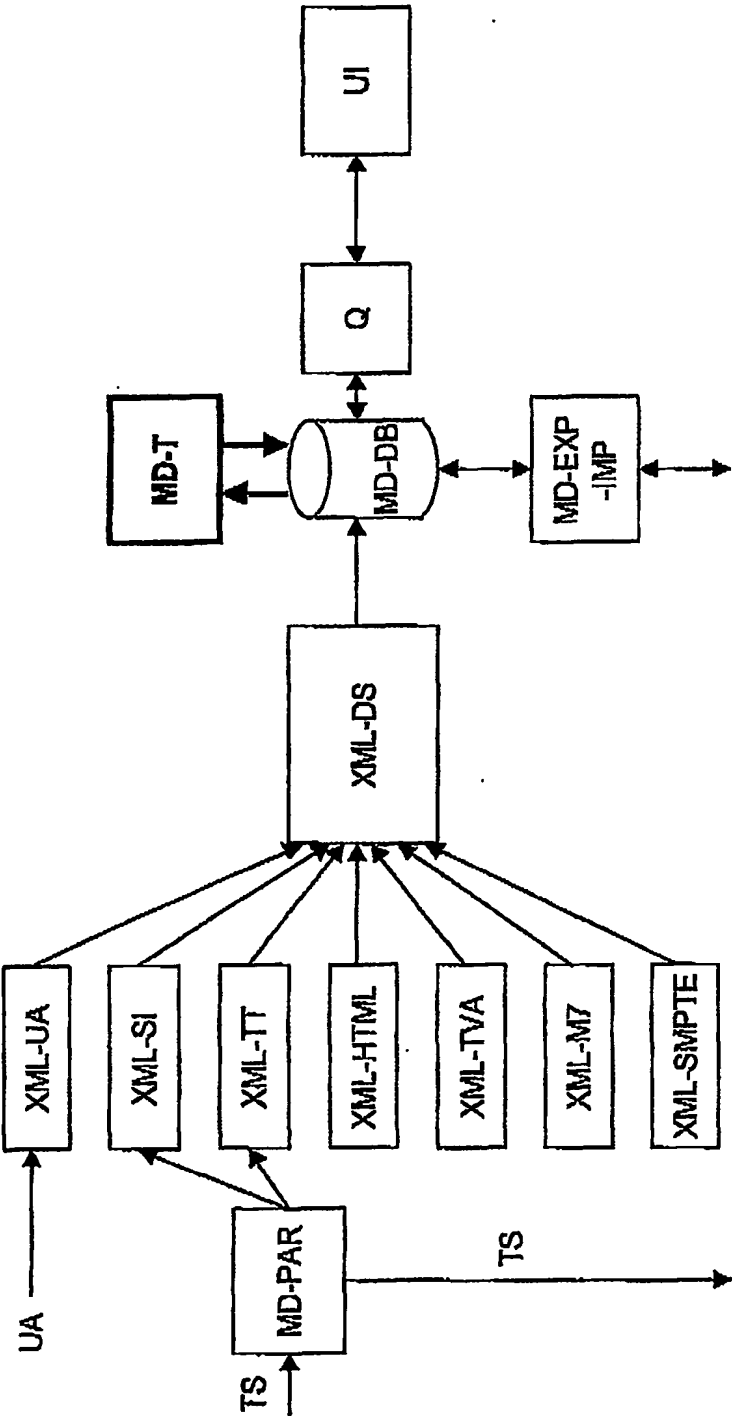 UA
TS
MD-PAR
TS
XML-UA
XML-SI
XML-TT
XML-HTML
XML-TVA
XML-M7
XML-SMPTE
XML-DS
MD-T
MD-DB
MD-EXP
-IMP
Q
UI